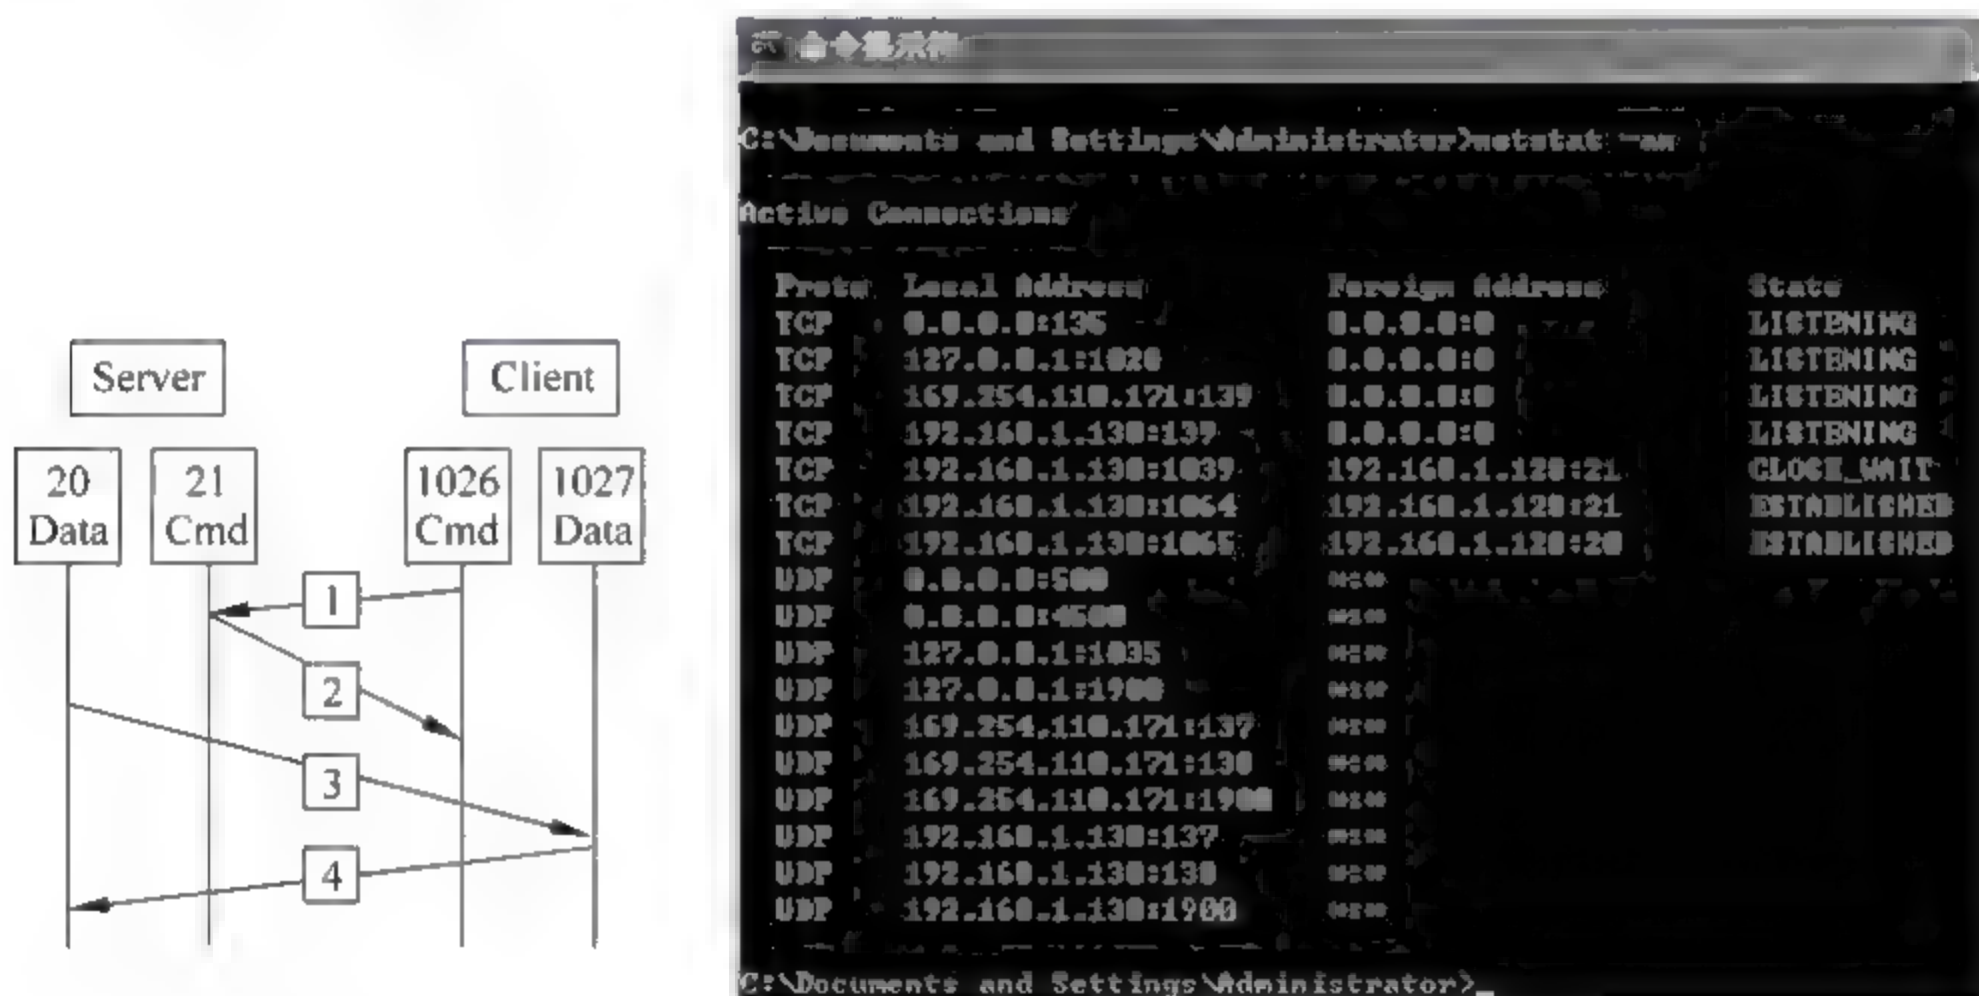 Server
Client
20
Data
21
Cmd
1026
Cmd
1027
Data
1
2
3
4
命令提示符
C:\Documents and Settings\Administrator>netstat -an
Active Connections
Proto Local Address Foreign Address State
TCP 0.0.0.0:135 0.0.0.0:0 LISTENING
TCP 127.0.0.1:1028 0.0.0.0:0 LISTENING
TCP 169.254.110.171:139 0.0.0.0:0 LISTENING
TCP 192.168.1.130:139 0.0.0.0:0 LISTENING
TCP 192.168.1.130:1039 192.168.1.128:21 CLOSE_WAIT
TCP 192.168.1.130:1064 192.168.1.128:21 ESTABLISHED
TCP 192.168.1.130:1065 192.168.1.128:20 ESTABLISHED
UDP 0.0.0.0:500 *:*
UDP 0.0.0.0:4500 *:*
UDP 127.0.0.1:1035 *:*
UDP 127.0.0.1:1900 *:*
UDP 169.254.110.171:137 *:*
UDP 169.254.110.171:138 *:*
UDP 169.254.110.171:1900 *:*
UDP 192.168.1.130:137 *:*
UDP 192.168.1.130:138 *:*
UDP 192.168.1.130:1900 *:*
C:\Documents and Settings\Administrator>_